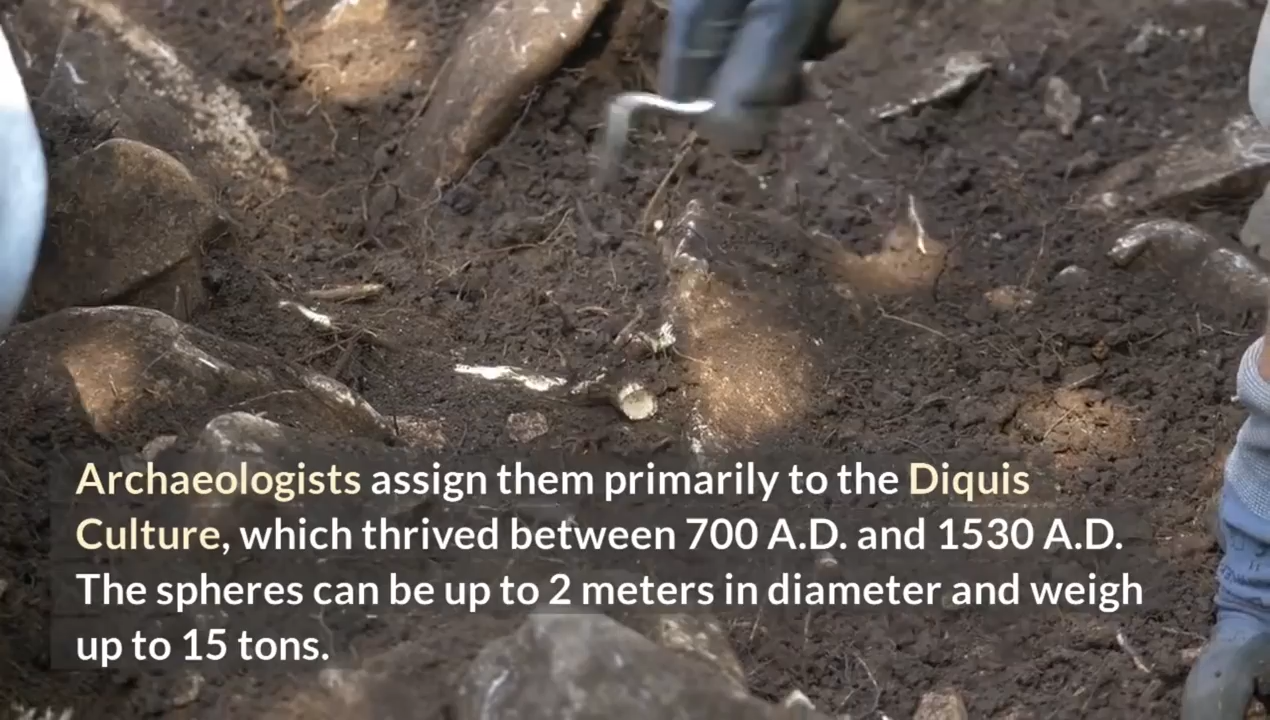 Archaeologists assign them primarily to the Diquis
Culture, which thrived between 700 A.D. and 1530 A.D.
The spheres can be up to 2 meters in diameter and weigh
up to 15 tons.